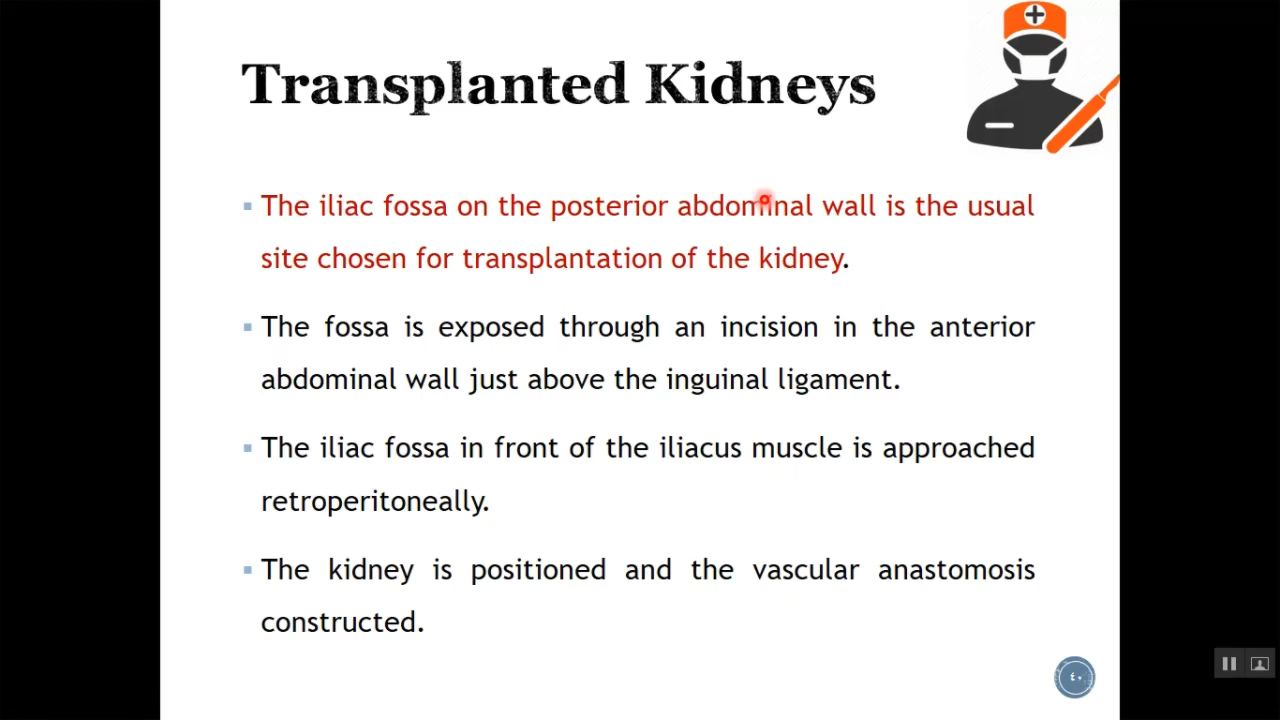 Transplanted Kidneys
The iliac fossa on the posterior abdominal wall is the usual
site chosen for transplantation of the kidney.
The fossa is exposed through an incision in the anterior
abdominal wall just above the inguinal ligament.
The iliac fossa in front of the iliacus muscle is approached
retroperitoneally.
The kidney is positioned and the vascular anastomosis
constructed.
٤٠